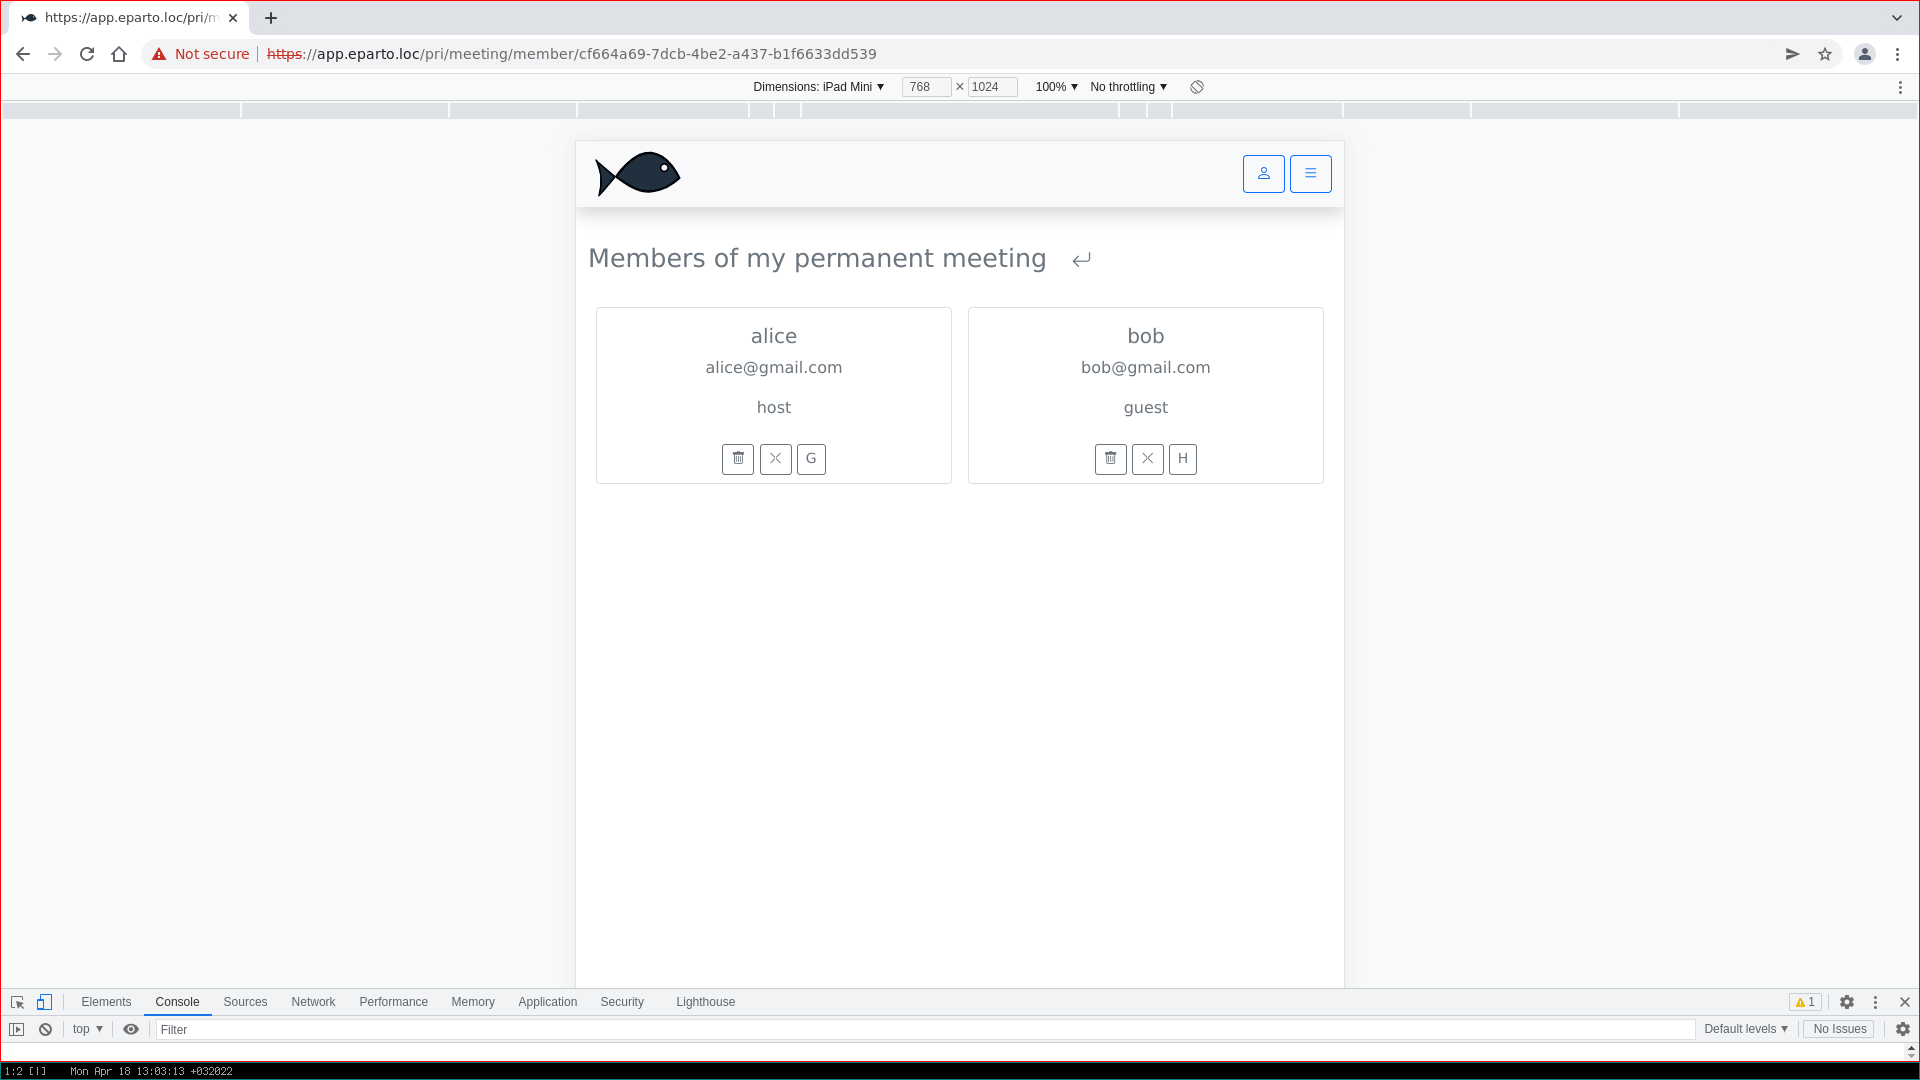 https://app.eparto.loc/pri/m
Not secure https://app.eparto.loc/pri/meeting/member/cf664a69-7dcb-4be2-a437-b1f6633dd539
Dimensions: iPad Mini 768 × 1024 100% No throttling
Members of my permanent meeting
alice
alice@gmail.com
host
G
bob
bob@gmail.com
guest
H
Elements Console Sources Network Performance Memory Application Security Lighthouse 1
top Filter Default levels No Issues
1:2 [|] Mon Apr 18 13:03:13 +032022